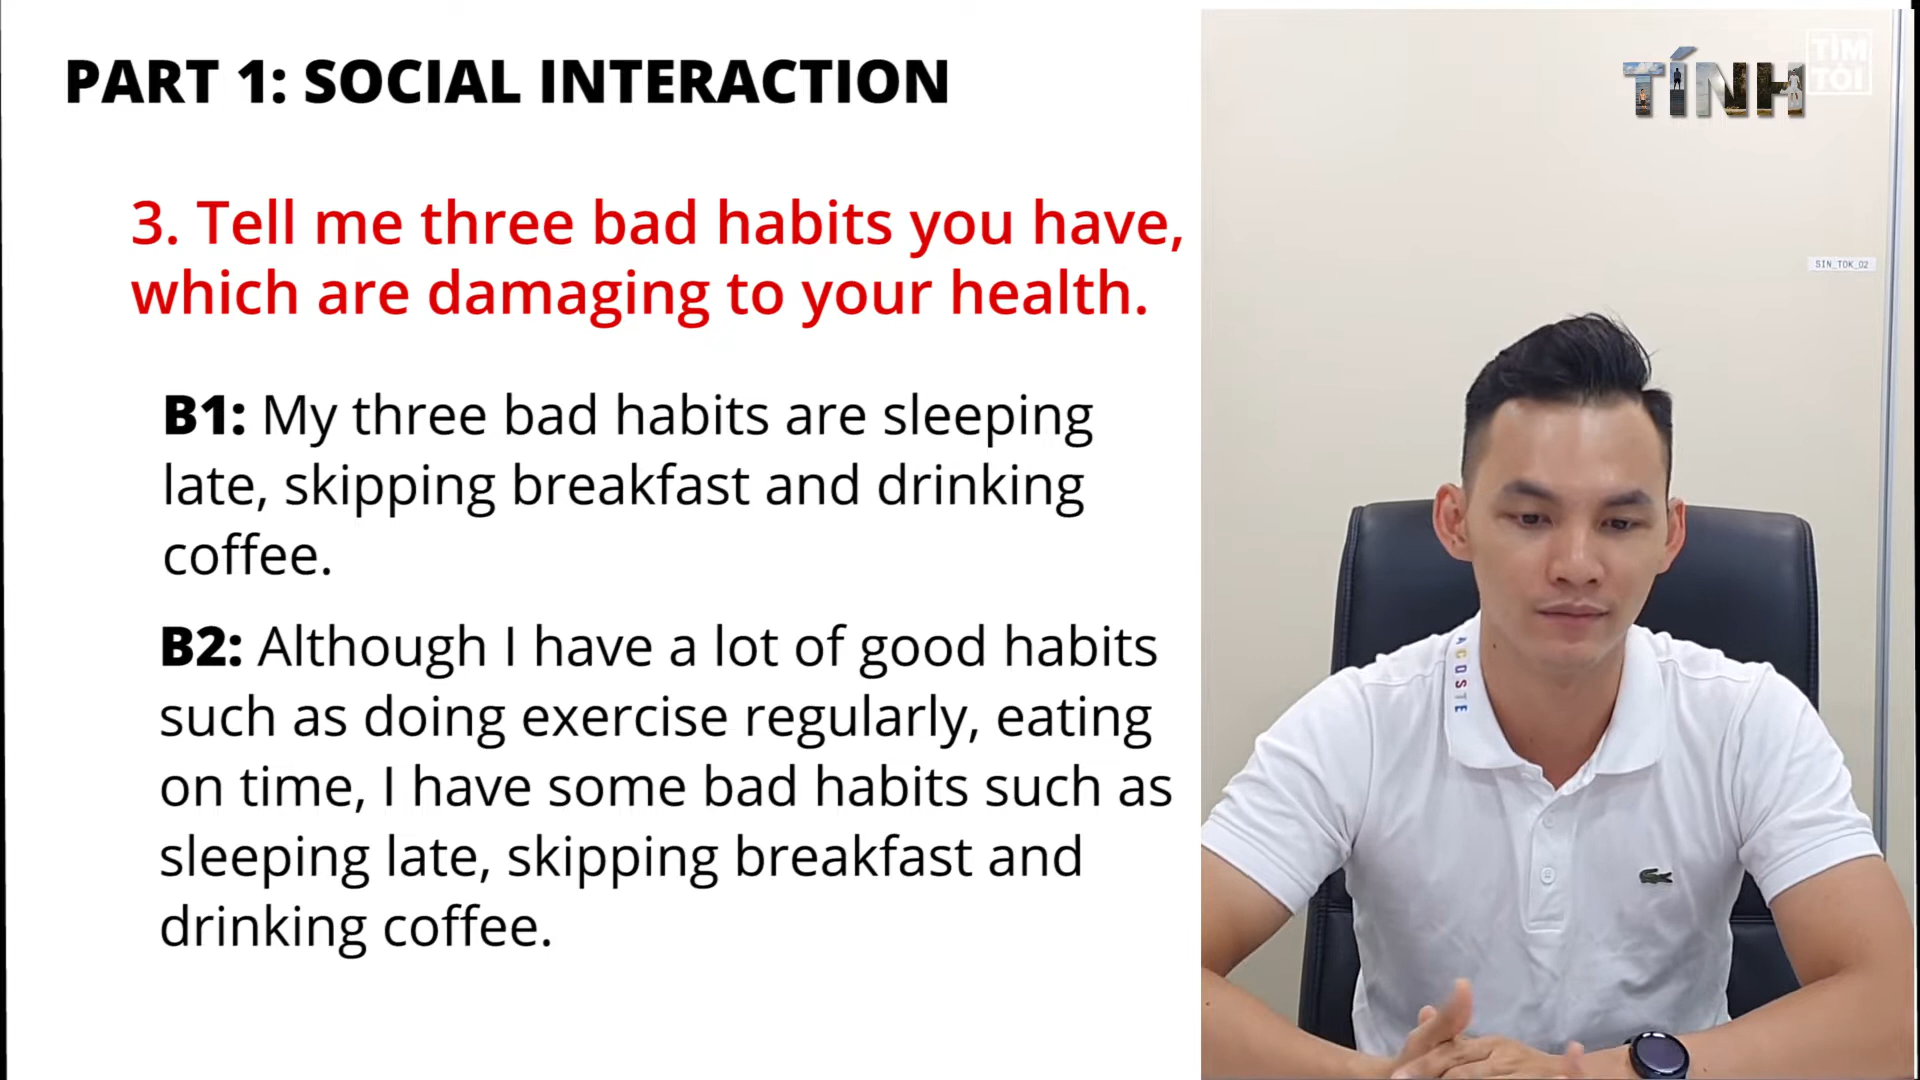 PART 1: SOCIAL INTERACTION
3. Tell me three bad habits you have,
which are damaging to your health.
B1: My three bad habits are sleeping
late, skipping breakfast and drinking
coffee.
B2: Although I have a lot of good habits
such as doing exercise regularly, eating
on time, I have some bad habits such as
sleeping late, skipping breakfast and
drinking coffee.
TÍNH
TÌM
TÒI
SIN_TOK_02
ACOSTE